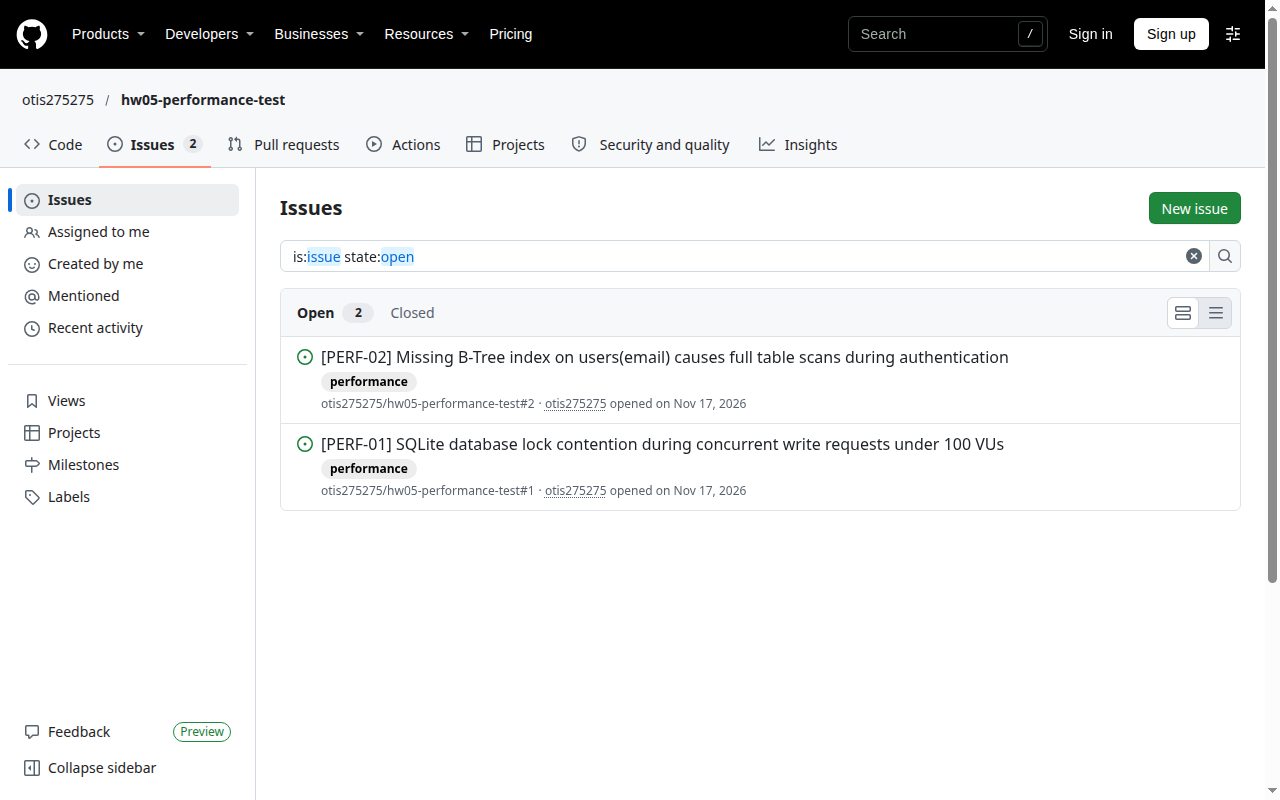 Products Developers Businesses Resources Pricing Search / Sign in Sign up
otis275275 / hw05-performance-test
Code Issues 2 Pull requests Actions Projects Security and quality Insights
Issues
Assigned to me
Created by me
Mentioned
Recent activity
Views
Projects
Milestones
Labels
Feedback Preview
Collapse sidebar
Issues
New issue
is:issue state:open
Open 2 Closed
[PERF-02] Missing B-Tree index on users(email) causes full table scans during authentication
performance
otis275275/hw05-performance-test#2 · otis275275 opened on Nov 17, 2026
[PERF-01] SQLite database lock contention during concurrent write requests under 100 VUs
performance
otis275275/hw05-performance-test#1 · otis275275 opened on Nov 17, 2026